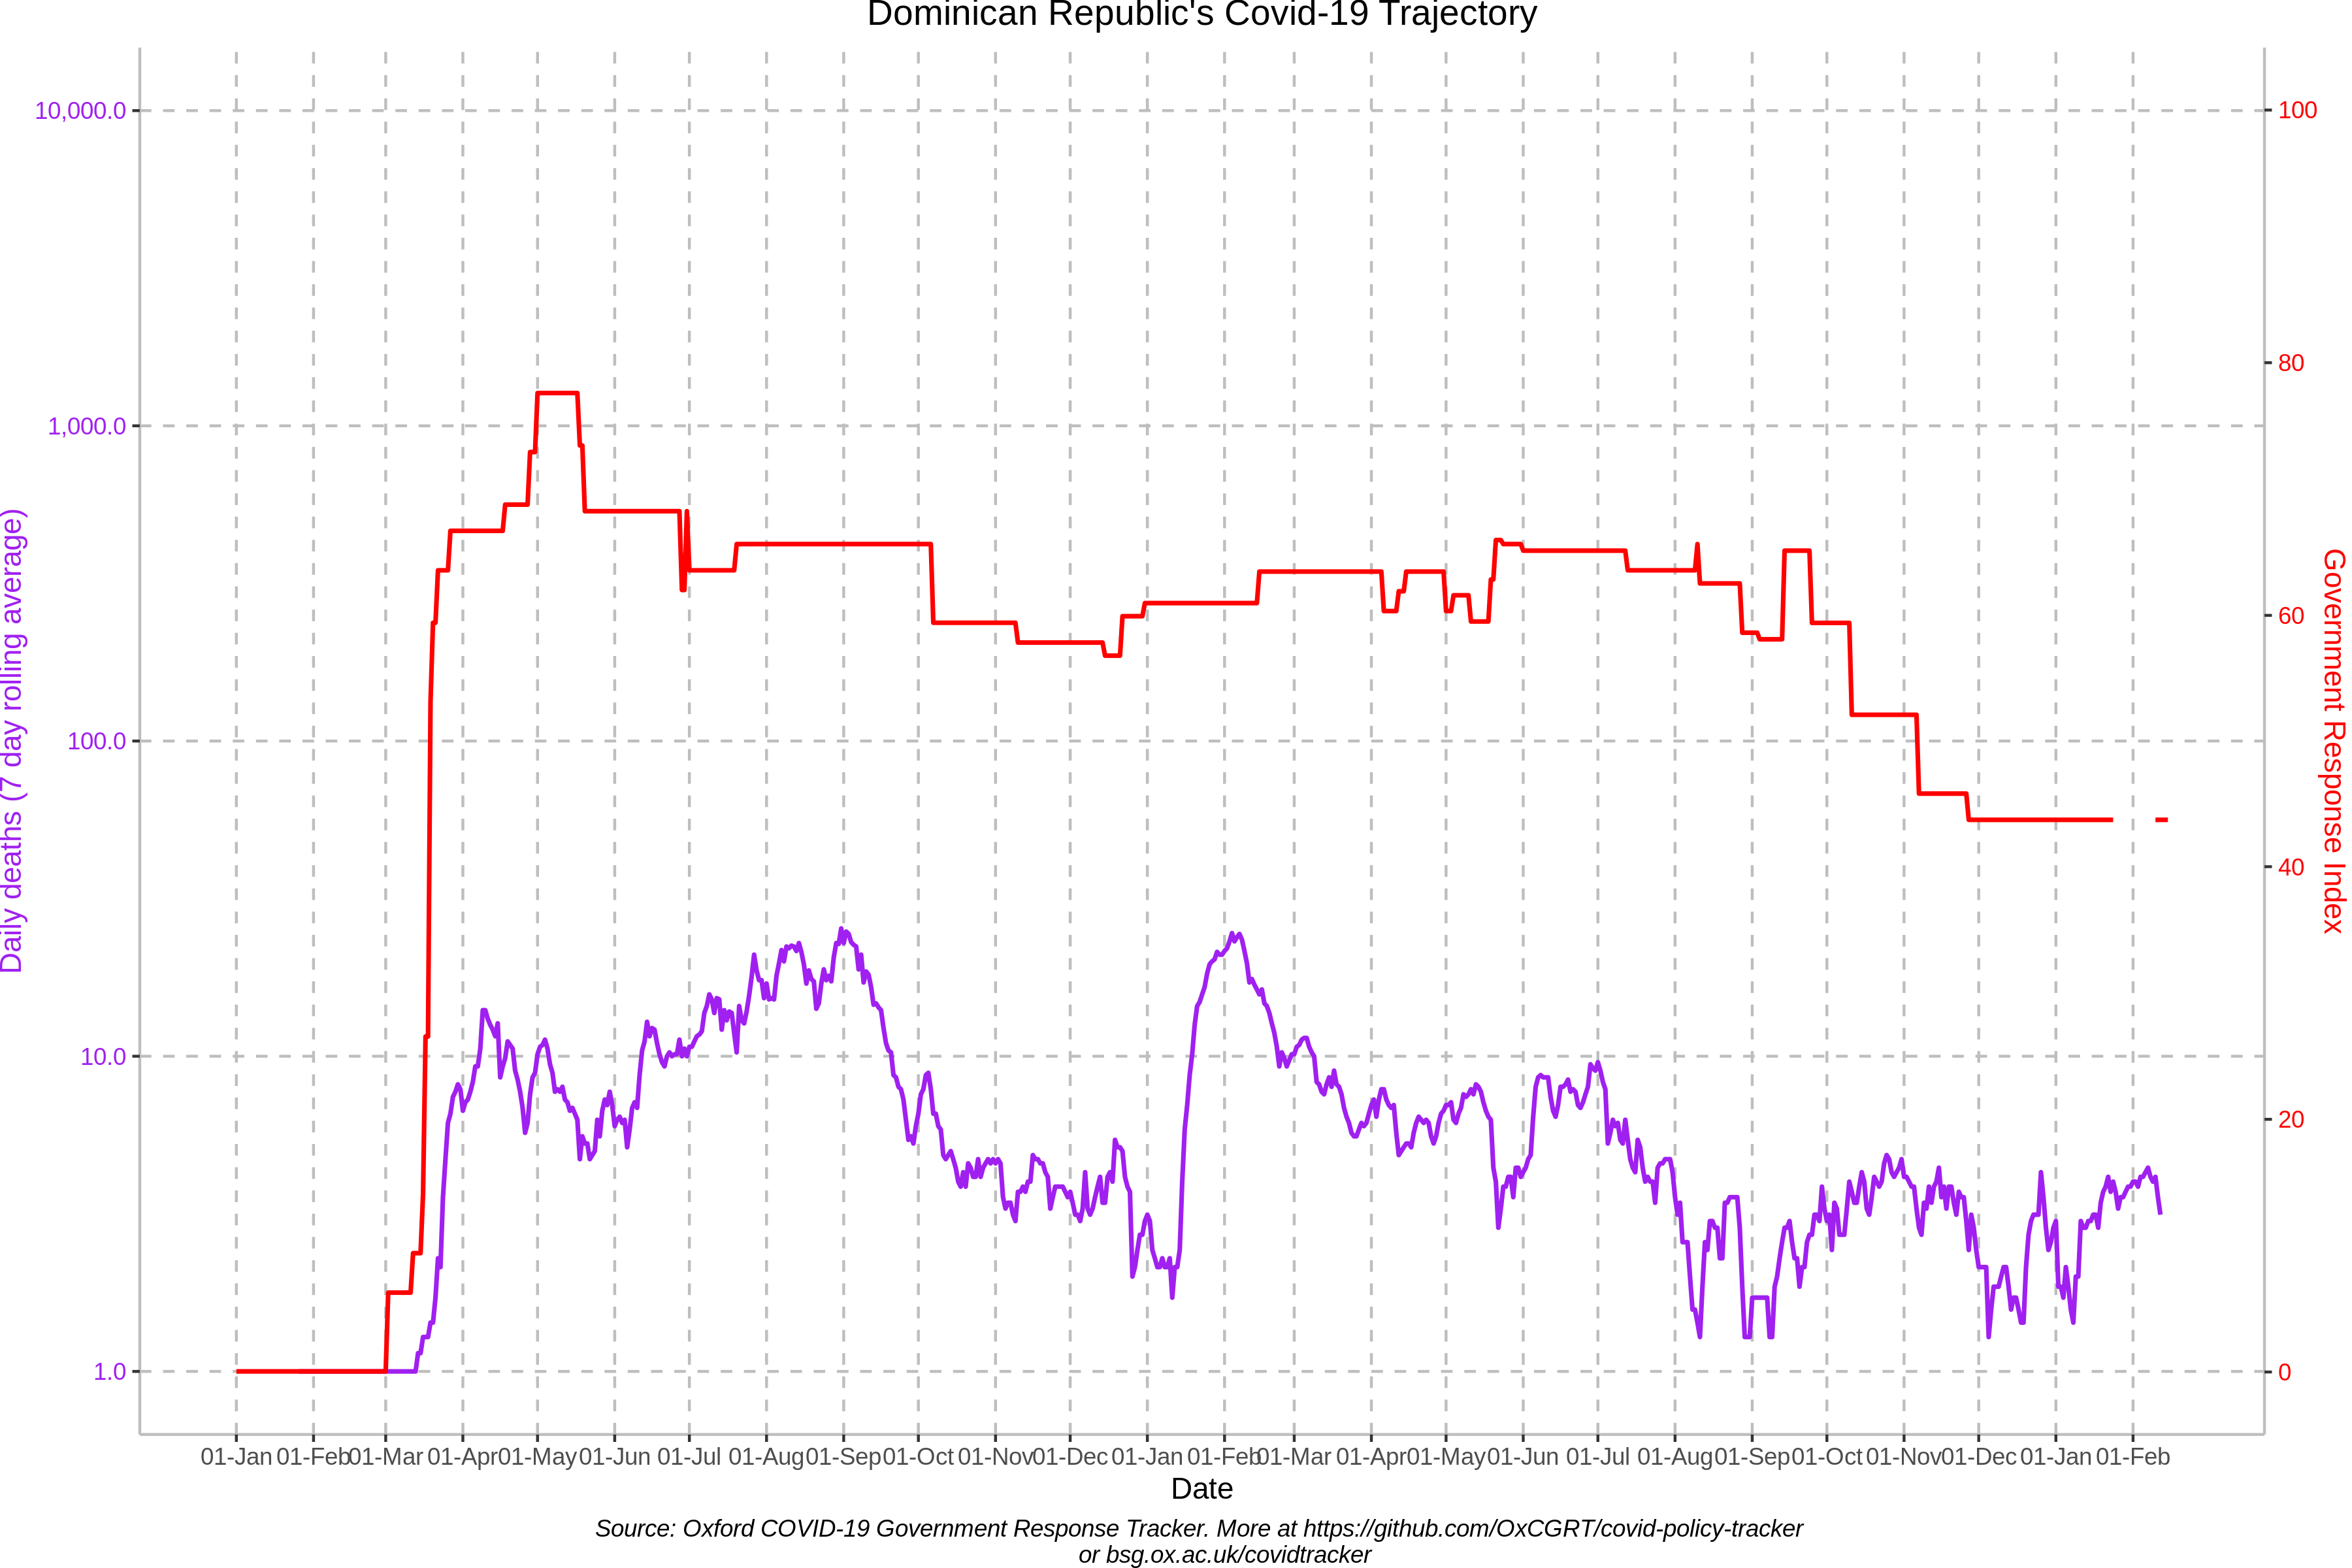 Dominican Republic's Covid-19 Trajectory
10,000.0
1,000.0
100.0
10.0
1.0
Daily deaths (7 day rolling average)
100
80
60
40
20
0
Government Response Index
01-Jan 01-Feb 01-Mar 01-Apr 01-May 01-Jun 01-Jul 01-Aug 01-Sep 01-Oct 01-Nov 01-Dec 01-Jan 01-Feb 01-Mar 01-Apr 01-May 01-Jun 01-Jul 01-Aug 01-Sep 01-Oct 01-Nov 01-Dec 01-Jan 01-Feb
Date
Source: Oxford COVID-19 Government Response Tracker. More at https://github.com/OxCGRT/covid-policy-tracker
or bsg.ox.ac.uk/covidtracker